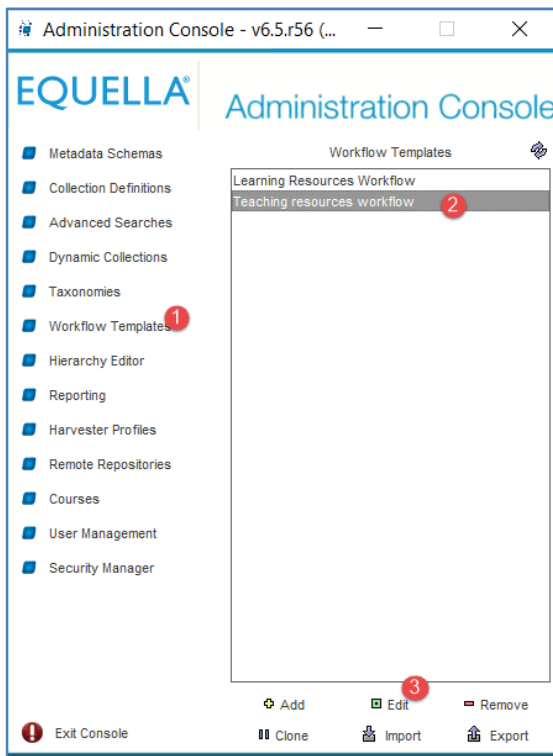 Administration Conso le - v6.5.r56 (...
EQUELLA®
Administration Console
Metadata Schemas
Collection Definitions
Advanced Searches
Dynamic Collections
Taxonomies
Workflow Templates 1
Hierarchy Editor
Reporting
Harvester Profiles
Remote Repositories
Courses
User Management
Security Manager
Exit Console
Workflow Templates
Learning Resources Workflow
Teaching resources workflow 2
3
Add
Edit
Remove
Clone
Import
Export